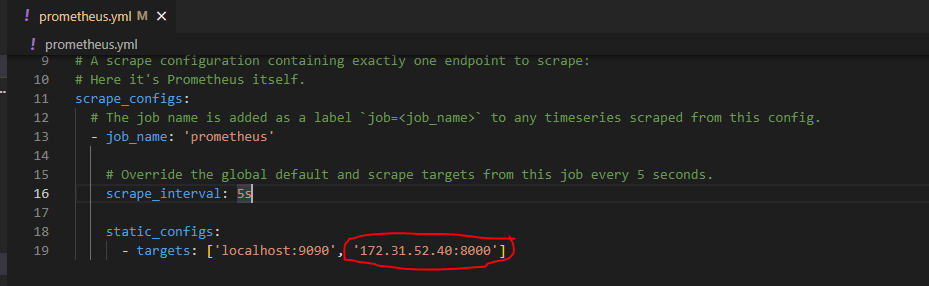 ! prometheus.yml M ×
! prometheus.yml
9 # A scrape configuration containing exactly one endpoint to scrape:
10 # Here it's Prometheus itself.
11 scrape_configs:
12 # The job name is added as a label `job=<job_name>` to any timeseries scraped from this config.
13 - job_name: 'prometheus'
14
15 # Override the global default and scrape targets from this job every 5 seconds.
16 scrape_interval: 5s
17
18 static_configs:
19 - targets: ['localhost:9090', '172.31.52.40:8000']